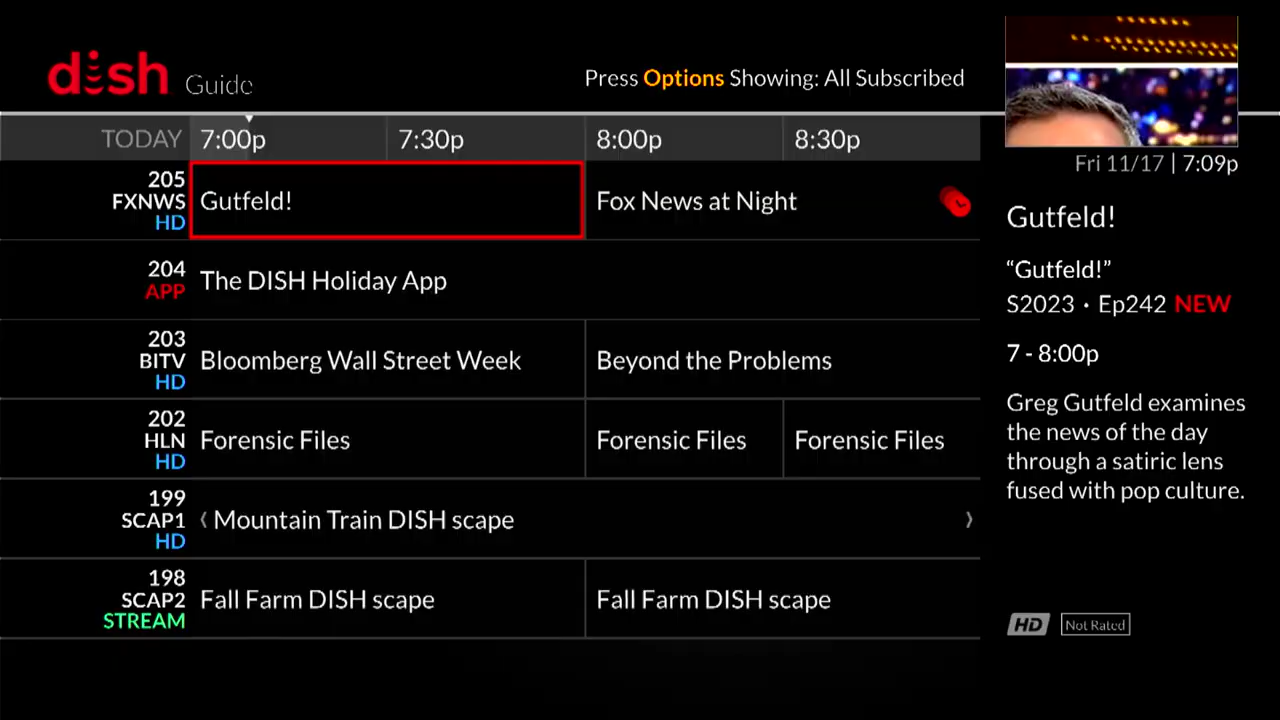 dish Guide
Press Options Showing: All Subscribed
TODAY 7:00p 7:30p 8:00p 8:30p
Fri 11/17 | 7:09p
205
FXNWS
HD
Gutfeld!
Fox News at Night
204
APP
The DISH Holiday App
203
BITV
HD
Bloomberg Wall Street Week
Beyond the Problems
202
HLN
HD
Forensic Files
Forensic Files
Forensic Files
199
SCAP1
HD
Mountain Train DISH scape
198
SCAP2
STREAM
Fall Farm DISH scape
Fall Farm DISH scape
Gutfeld!
“Gutfeld!”
S2023 • Ep242 NEW
7 - 8:00p
Greg Gutfeld examines
the news of the day
through a satiric lens
fused with pop culture.
HD Not Rated